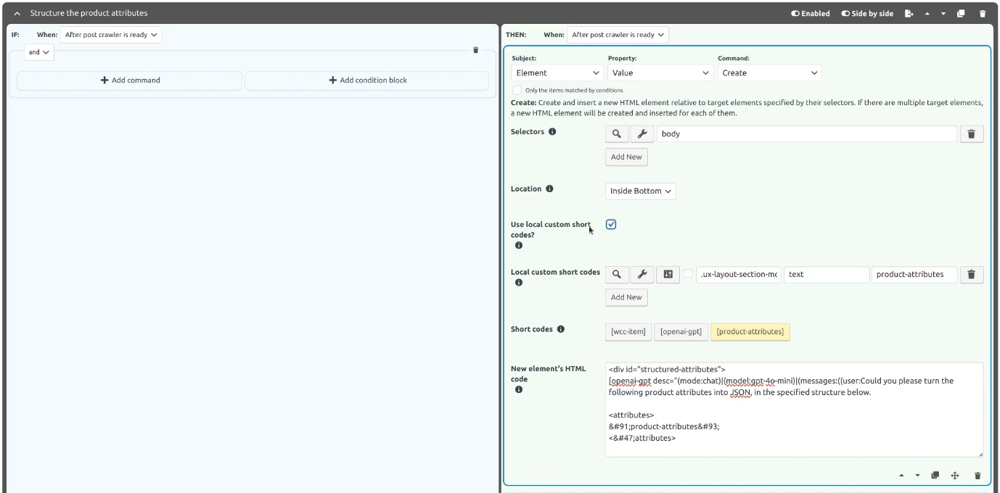 Structure the product attributes
Enabled
Side by side
IF:
When:
After post crawler is ready
and
Add command
Add condition block
THEN:
When:
After post crawler is ready
Subject:
Property:
Command:
Element
Value
Create
Only the items matched by conditions
Create: Create and insert a new HTML element relative to target elements specified by their selectors. If there are multiple target elements,
a new HTML element will be created and inserted for each of them.
Selectors
body
Add New
Location
Inside Bottom
Use local custom short
codes?
Local custom short codes
.ux-layout-section-mo
text
product-attributes
Add New
Short codes
[wcc-item]
[openai-gpt]
[product-attributes]
New element's HTML
code
<div id="structured-attributes">
[openai-gpt desc="(mode:chat)|(model:gpt-4o-mini)|(messages:((user:Could you please turn the
following product attributes into JSON, in the specified structure below.
<attributes>
&#91;product-attributes&#93;
<&#47;attributes>